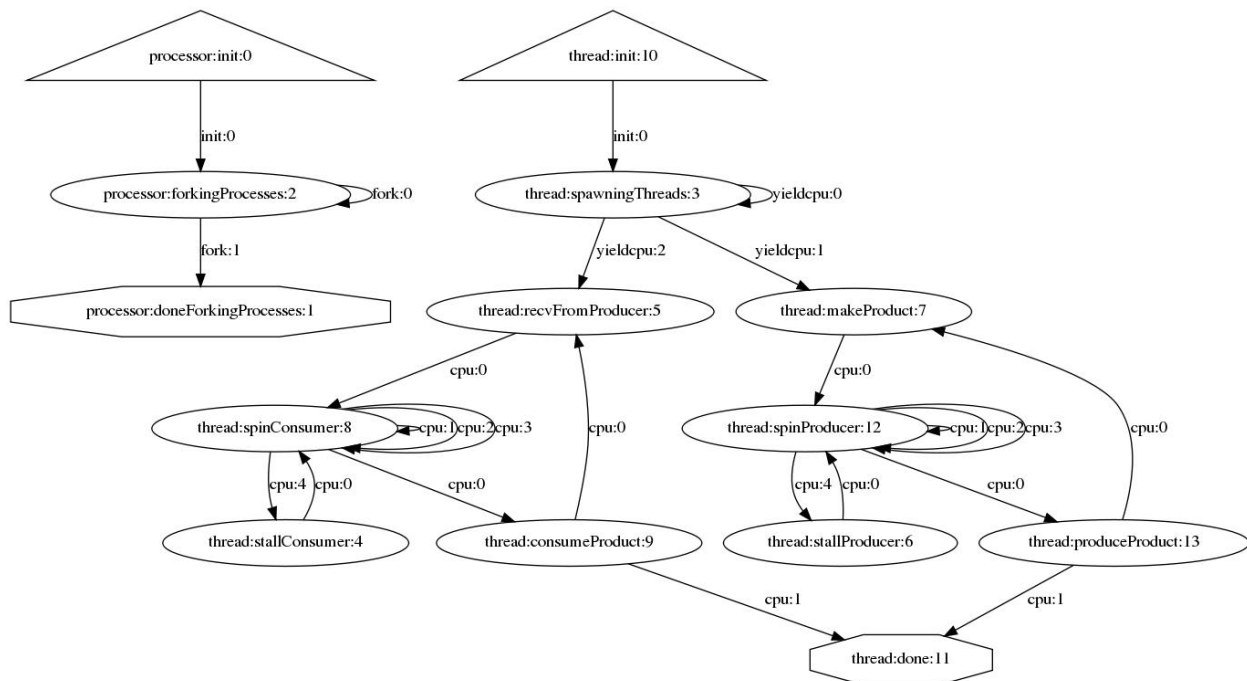 processor:init:0
thread:init:10
init:0
init:0
processor:forkingProcesses:2
fork:0
thread:spawningThreads:3
yieldcpu:0
fork:1
yieldcpu:2
yieldcpu:1
processor:doneForkingProcesses:1
thread:recvFromProducer:5
thread:makeProduct:7
cpu:0
cpu:0
thread:spinConsumer:8
cpu:1
cpu:2
cpu:3
cpu:0
thread:spinProducer:12
cpu:1
cpu:2
cpu:3
cpu:0
cpu:4
cpu:0
cpu:0
cpu:4
cpu:0
cpu:0
thread:stallConsumer:4
thread:consumeProduct:9
thread:stallProducer:6
thread:produceProduct:13
cpu:1
cpu:1
thread:done:11